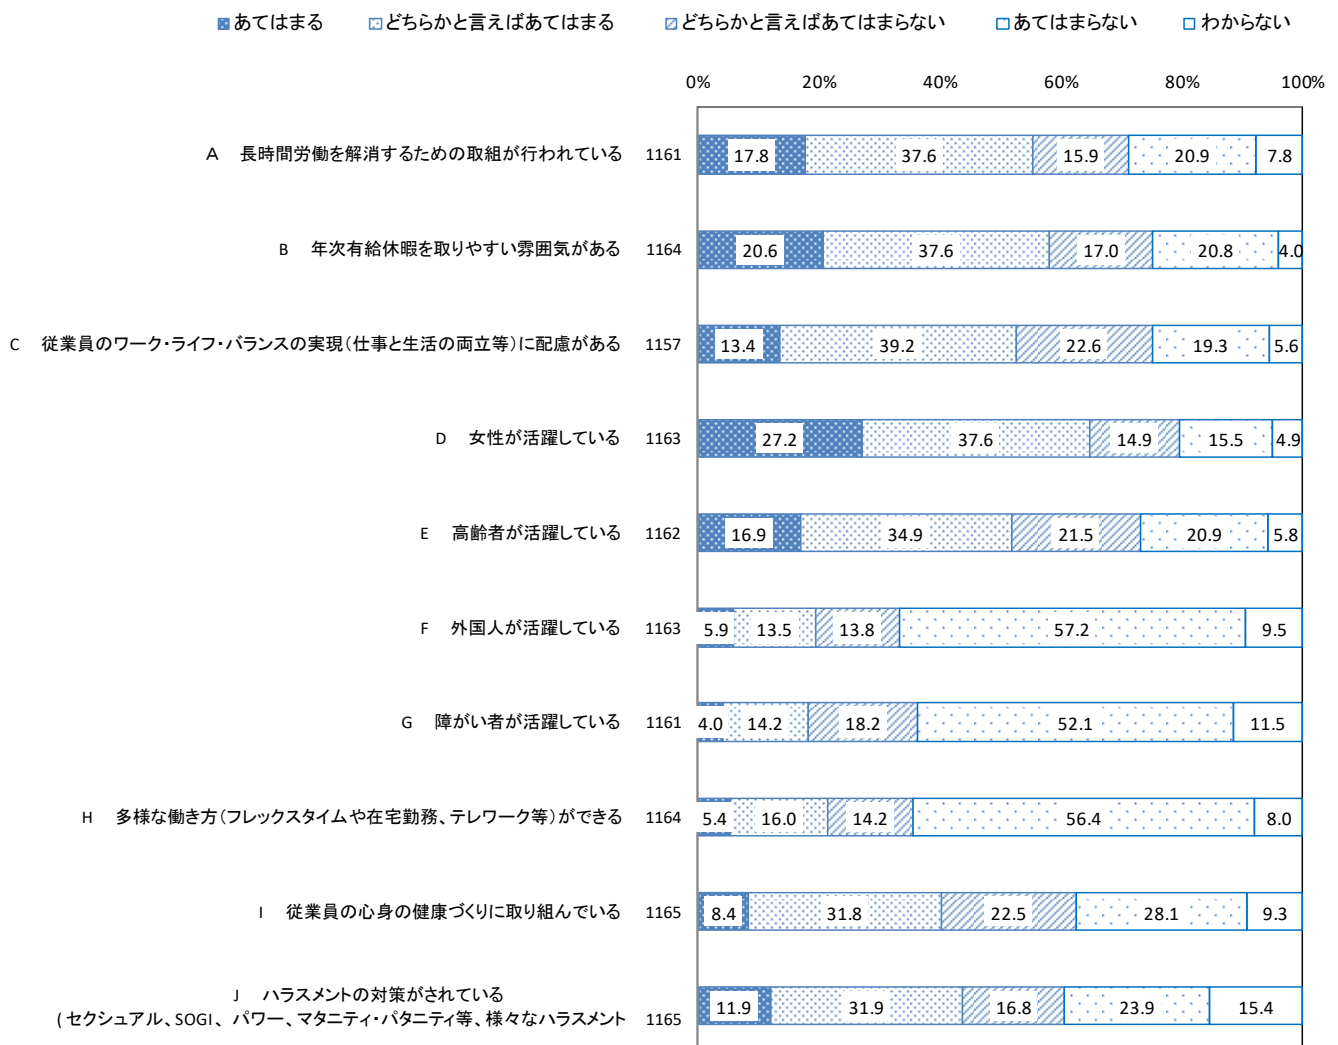 あてはまる どちらかと言えばあてはまる どちらかと言えばあてはまらない あてはまらない わからない
0% 20% 40% 60% 80% 100%
A 長時間労働を解消するための取組が行われている 1161 17.8 37.6 15.9 20.9 7.8
B 年次有給休暇を取りやすい雰囲気がある 1164 20.6 37.6 17.0 20.8 4.0
C 従業員のワーク・ライフ・バランスの実現(仕事と生活の両立等)に配慮がある 1157 13.4 39.2 22.6 19.3 5.6
D 女性が活躍している 1163 27.2 37.6 14.9 15.5 4.9
E 高齢者が活躍している 1162 16.9 34.9 21.5 20.9 5.8
F 外国人が活躍している 1163 5.9 13.5 13.8 57.2 9.5
G 障がい者が活躍している 1161 4.0 14.2 18.2 52.1 11.5
H 多様な働き方(フレックスタイムや在宅勤務、テレワーク等)ができる 1164 5.4 16.0 14.2 56.4 8.0
I 従業員の心身の健康づくりに取り組んでいる 1165 8.4 31.8 22.5 28.1 9.3
J ハラスメントの対策がされている
(セクシュアル、SOGI、パワー、マタニティ・パタニティ等、様々なハラスメント 1165 11.9 31.9 16.8 23.9 15.4